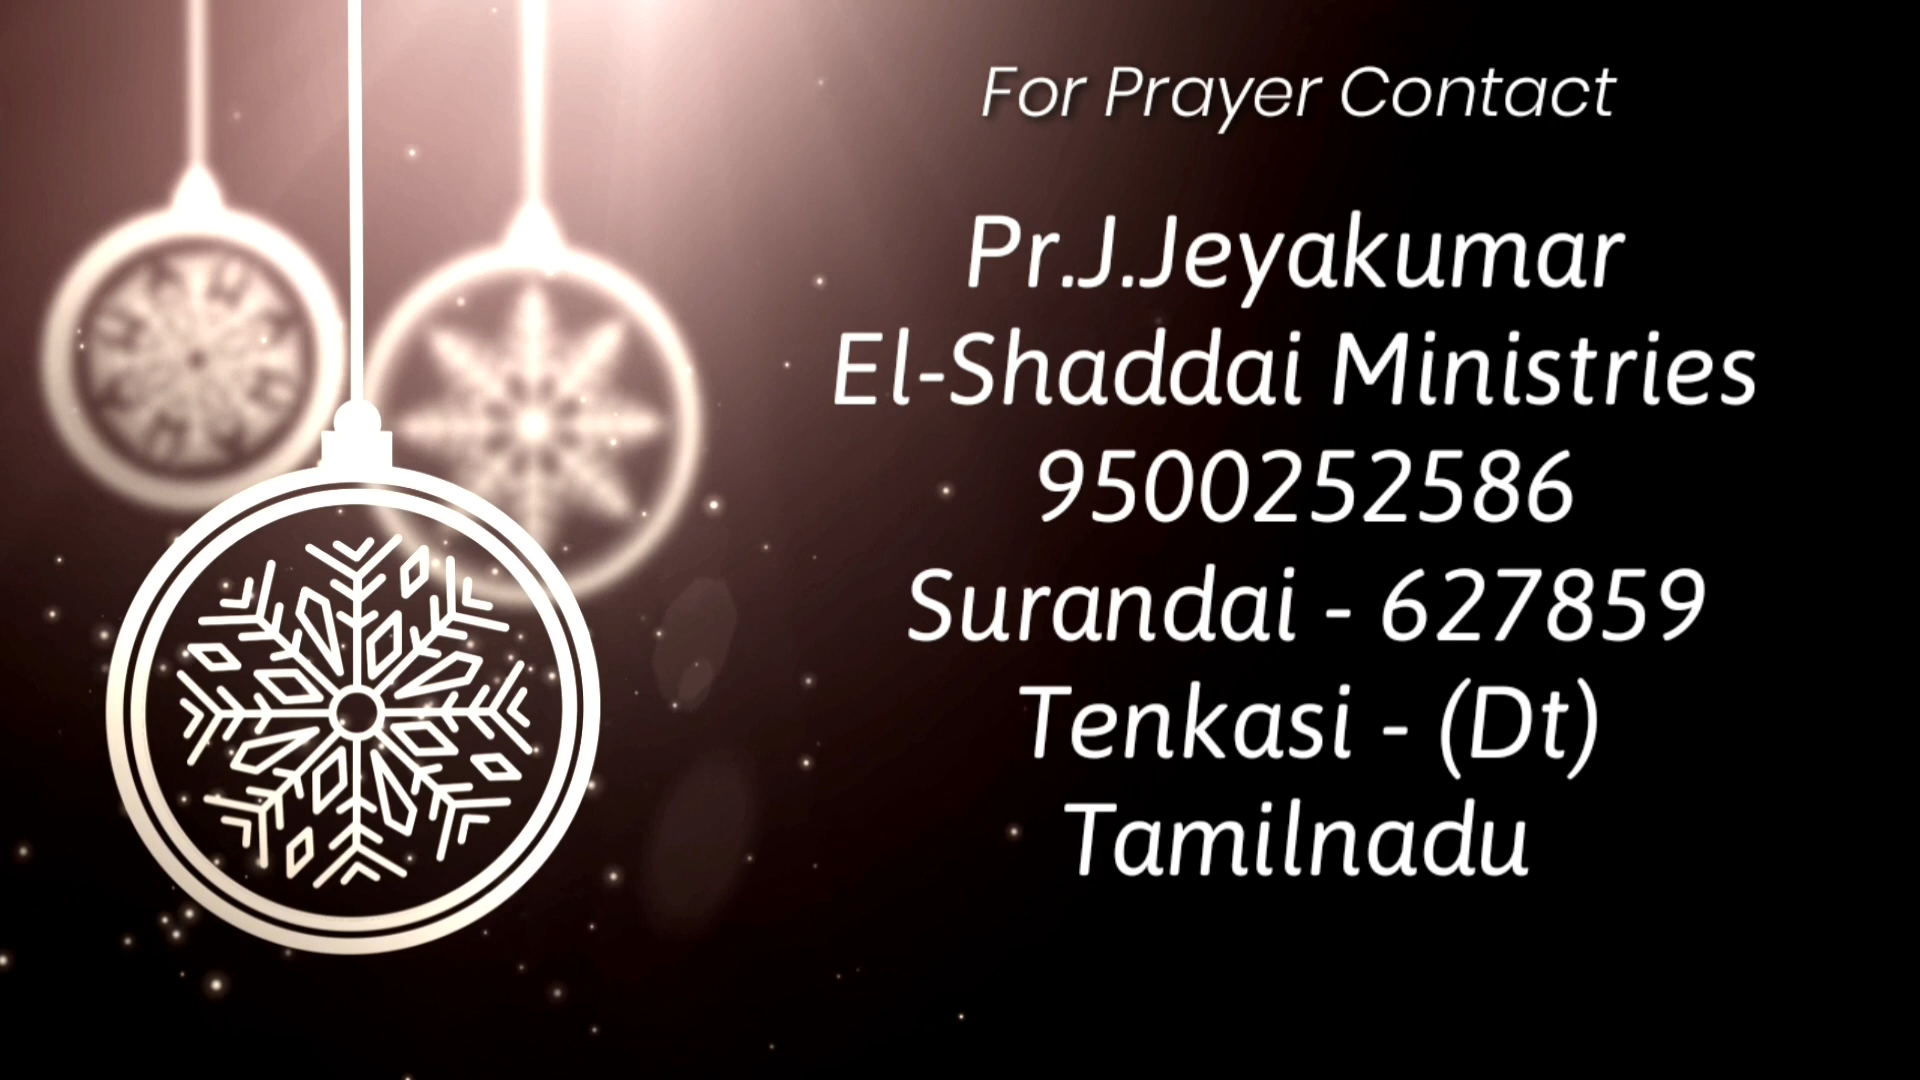 For Prayer Contact
Pr.J.Jeyakumar
El-Shaddai Ministries
9500252586
Surandai - 627859
Tenkasi - (Dt)
Tamilnadu